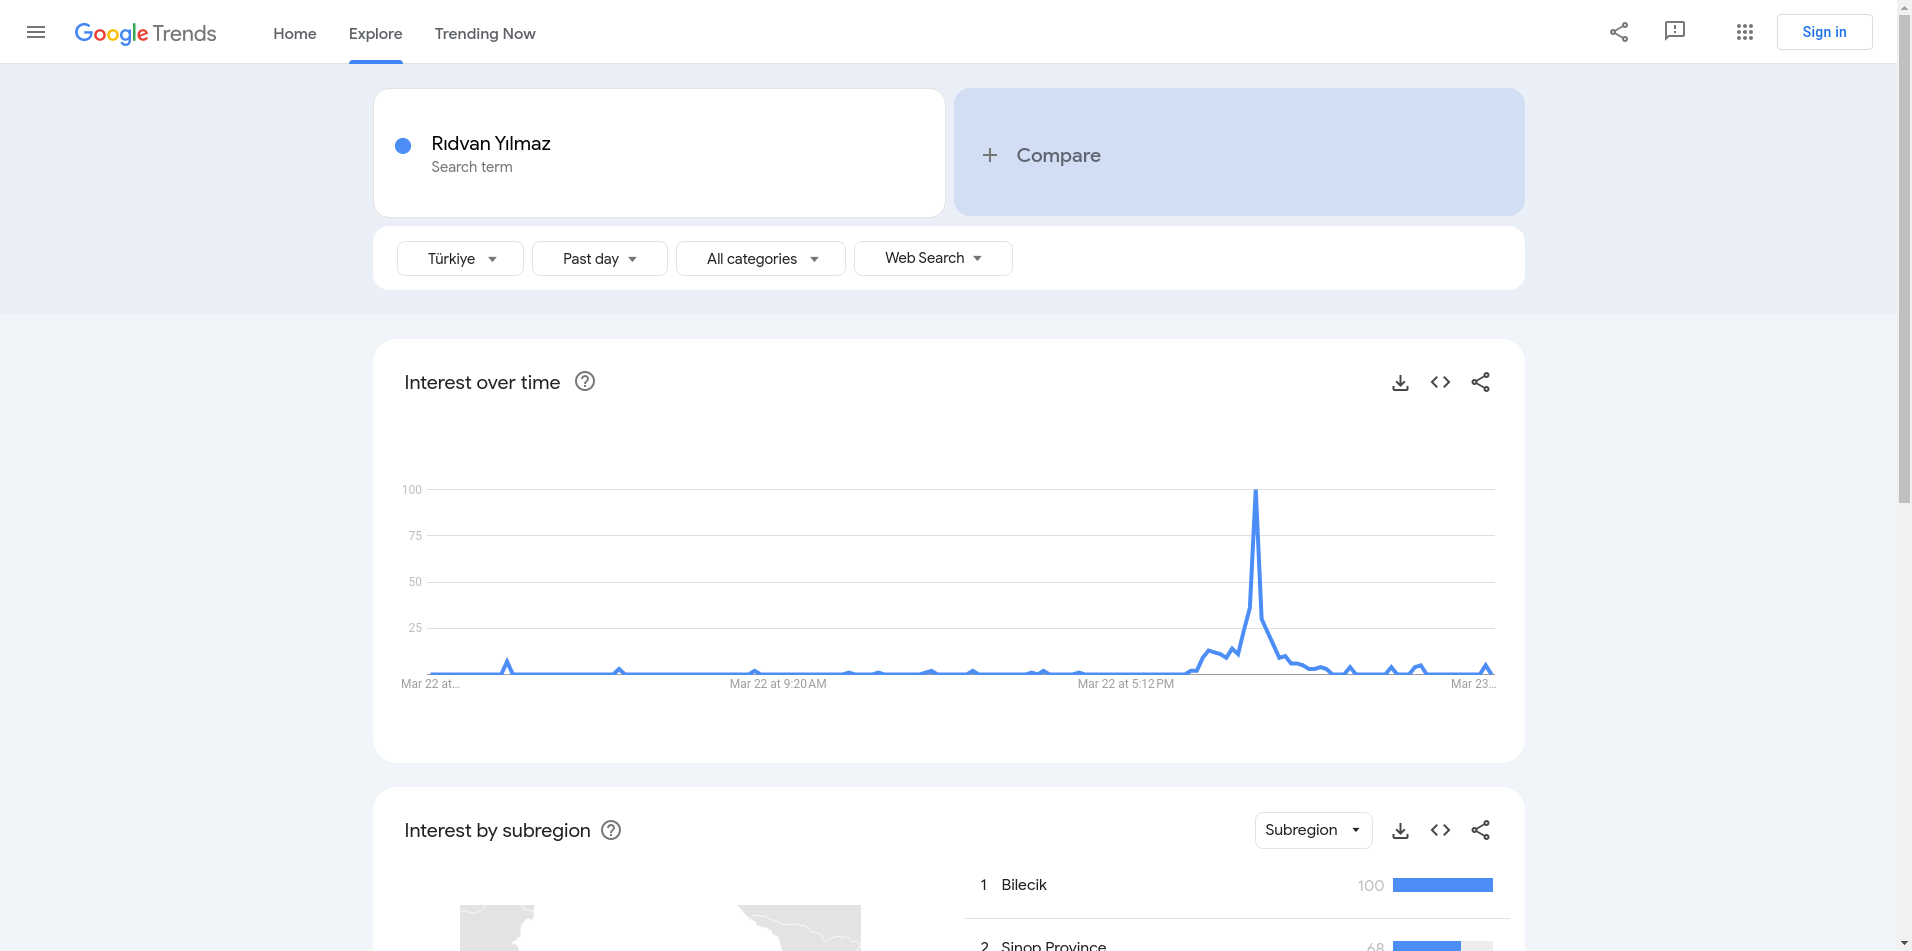 Google Trends
Home
Explore
Trending Now
Sign in
Rıdvan Yılmaz
Search term
Compare
Türkiye
Past day
All categories
Web Search
Interest over time
100
75
50
25
Mar 22 at…
Mar 22 at 9:20 AM
Mar 22 at 5:12 PM
Mar 23…
Interest by subregion
Subregion
1 Bilecik 100
2 Sinop Province 68